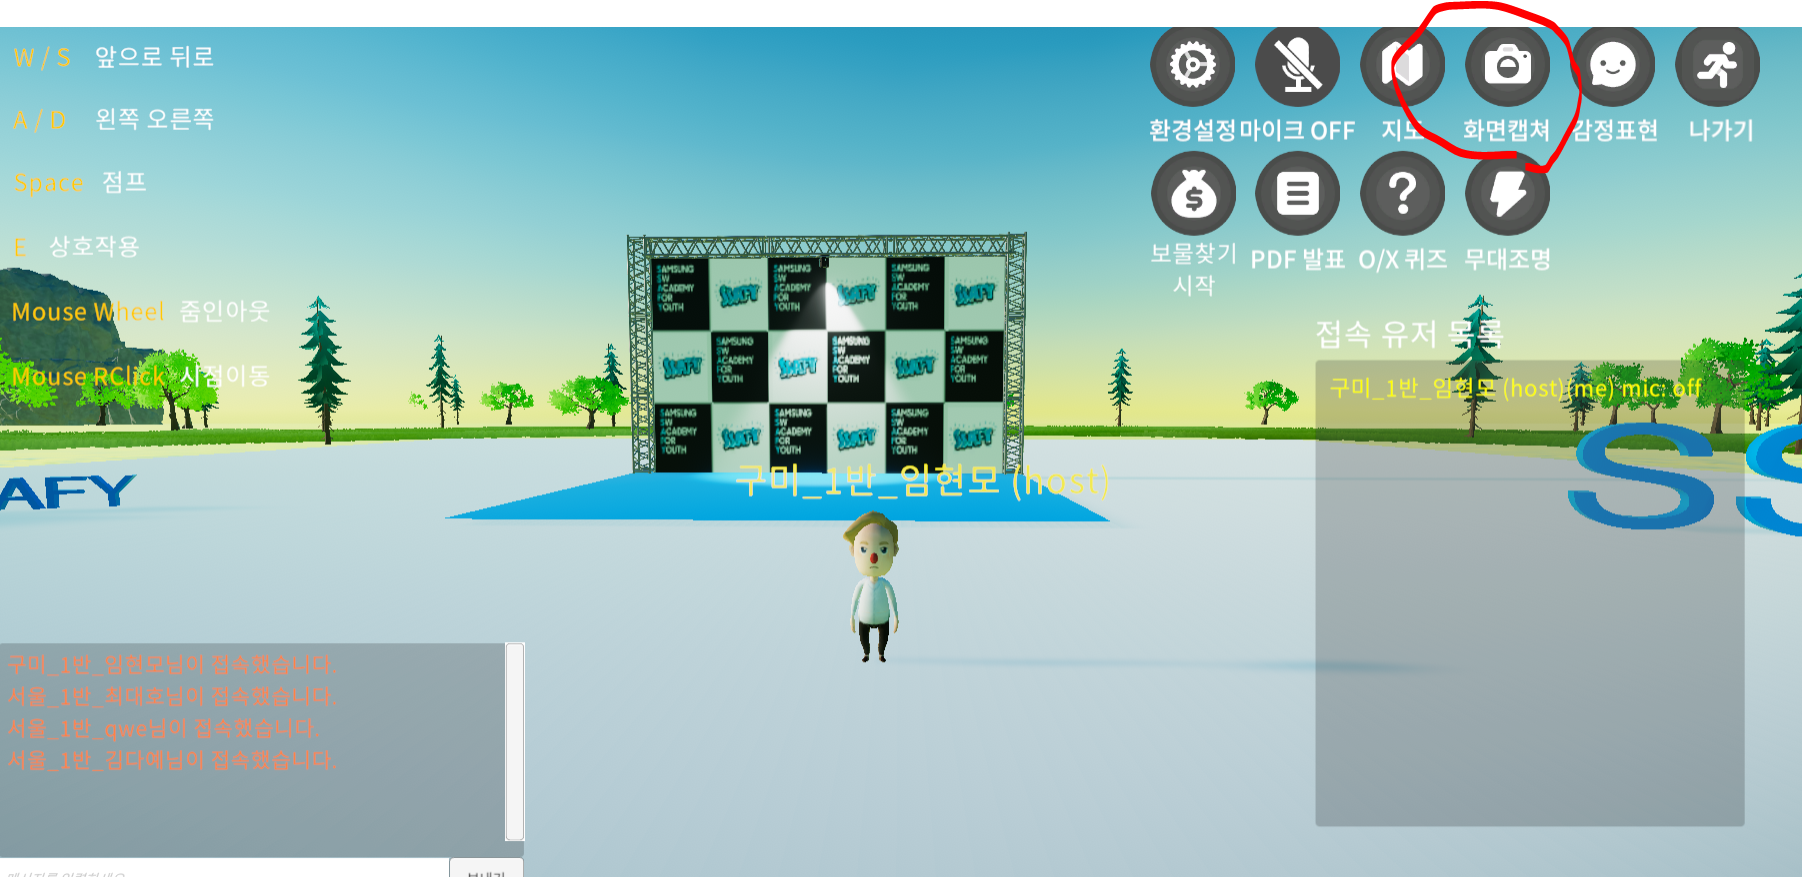 W / S 앞으로 뒤로
A / D 왼쪽 오른쪽
Space 점프
E 상호작용
Mouse Wheel 줌인아웃
Mouse RClick 시점이동
환경설정 마이크 OFF 지도 화면캡쳐 감정표현 나가기
보물찾기 시작 PDF 발표 O/X 퀴즈 무대조명
접속 유저 목록
구미_1반_임현모 (host)(me) mic: off
SAMSUNG
SW
ACADEMY
FOR
YOUTH
SSAFY
구미_1반_임현모 (host)
AFY
S
SS
구미_1반_임현모님이 접속했습니다.
서울_1반_최대호님이 접속했습니다.
서울_1반_qwe님이 접속했습니다.
서울_1반_김다예님이 접속했습니다.